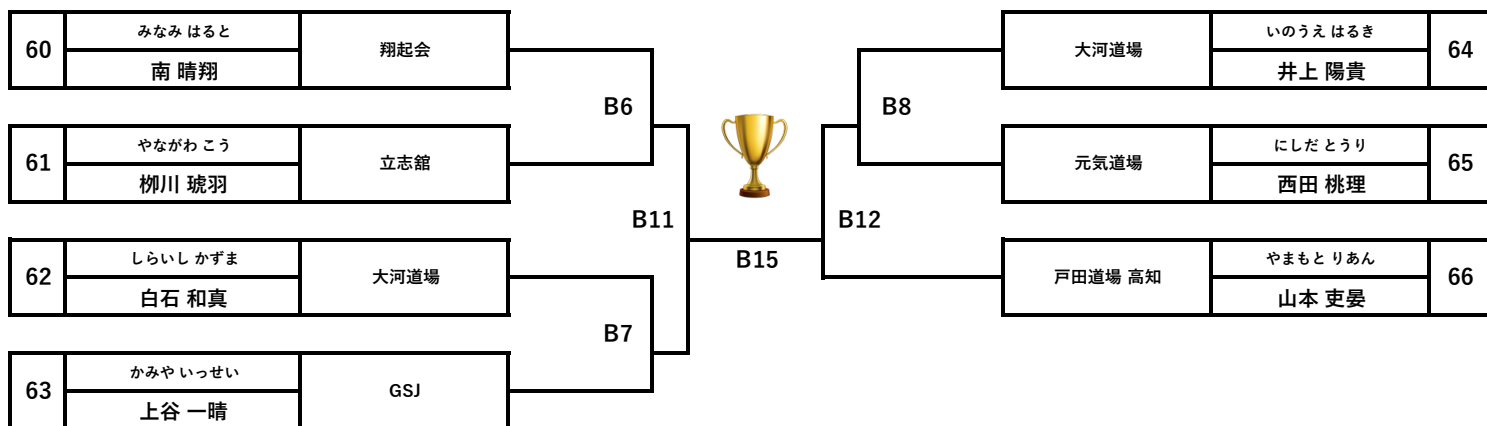 60
みなみ はると
南 晴翔
翔起会
61
やながわ こう
栁川 琥羽
立志舘
62
しらいし かずま
白石 和真
大河道場
63
かみや いっせい
上谷 一晴
GSJ
B6
B7
B11
B15
B8
B12
大河道場
いのうえ はるき
井上 陽貴
64
元気道場
にしだ とうり
西田 桃理
65
戸田道場 高知
やまもと りあん
山本 吏晏
66